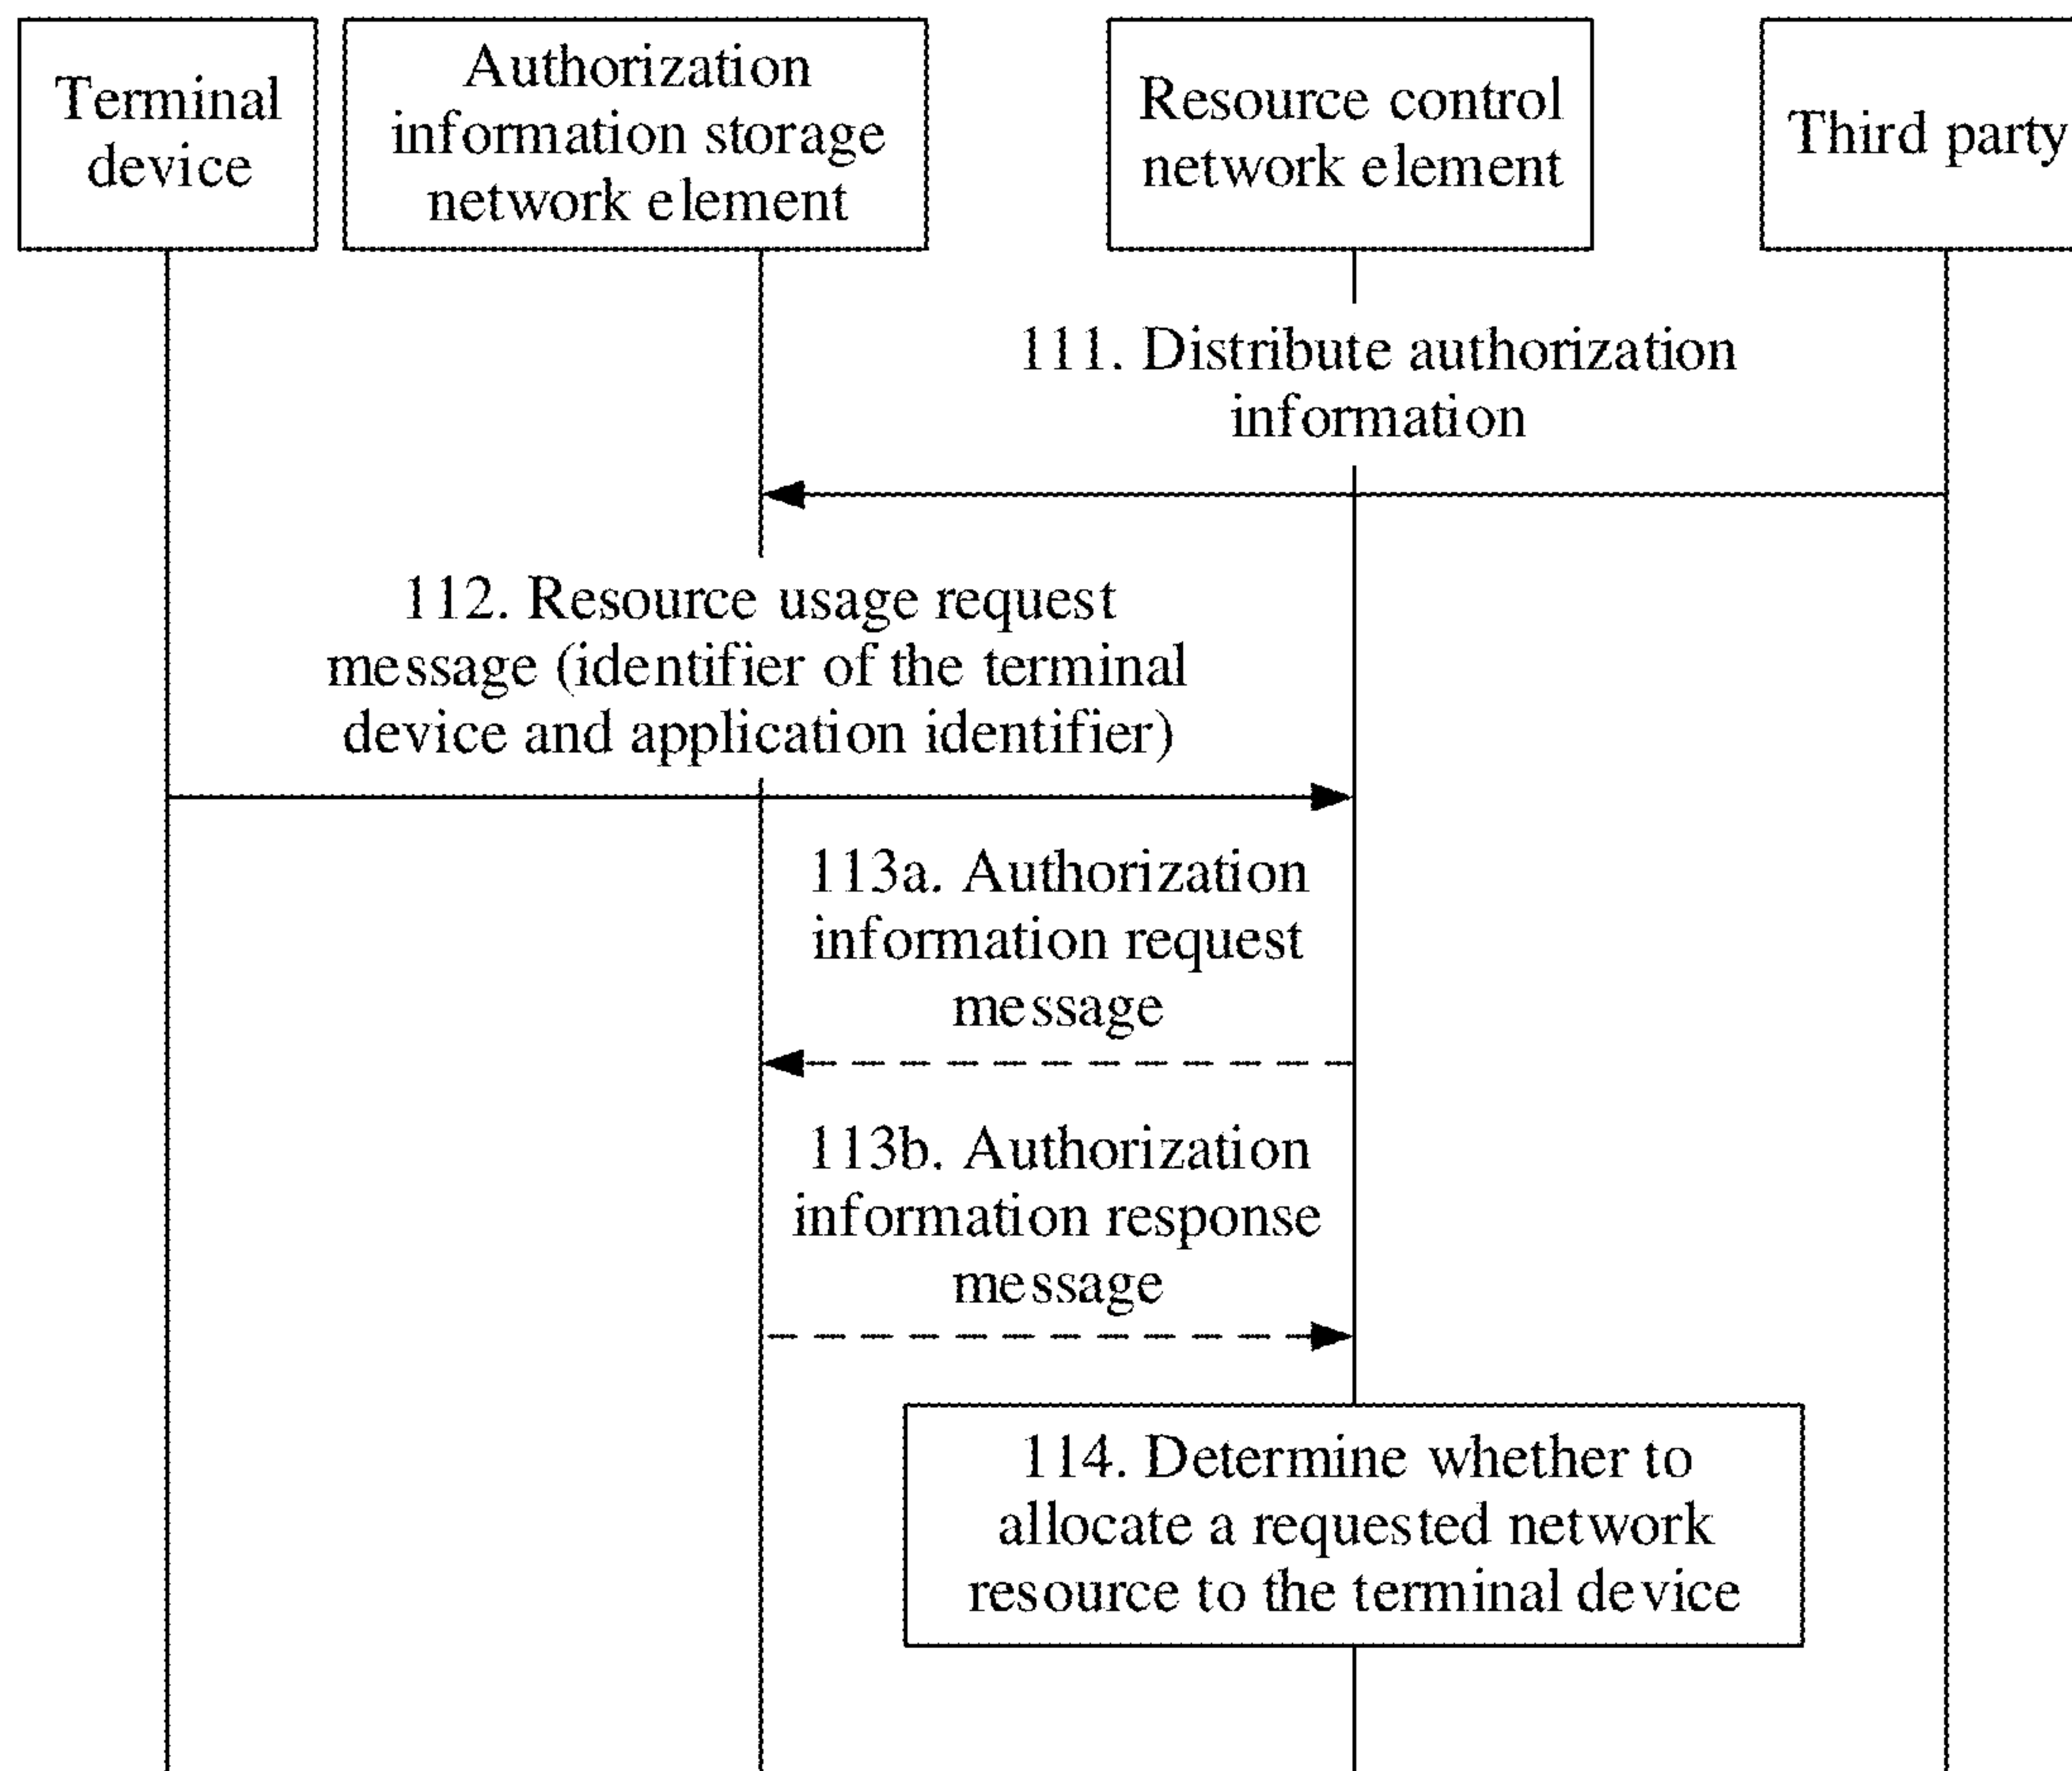 Terminal
device
Authorization
information storage
network element
Resource control
network element
Third party
111. Distribute authorization
information
112. Resource usage request
message (identifier of the terminal
device and application identifier)
113a. Authorization
information request
message
113b. Authorization
information response
message
114. Determine whether to
allocate a requested network
resource to the terminal device